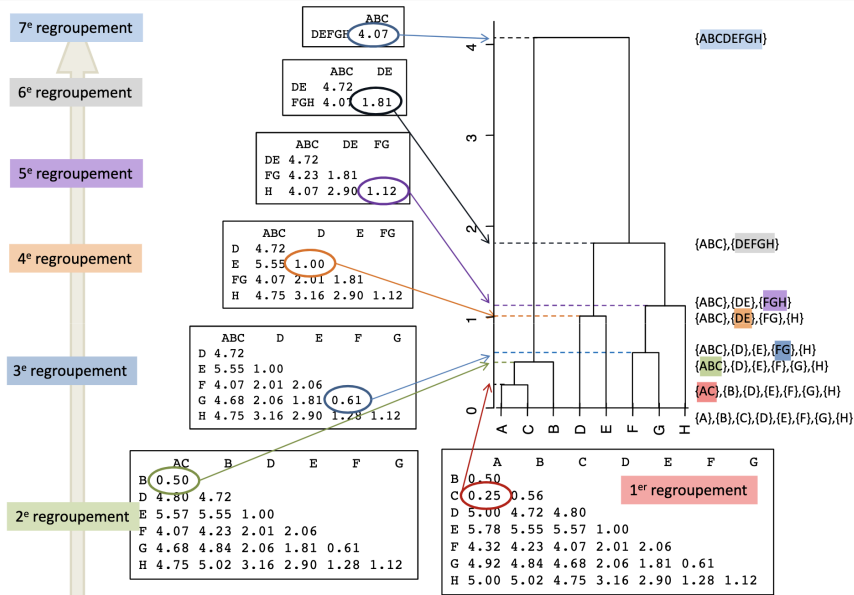 7e regroupement
6e regroupement
5e regroupement
4e regroupement
3e regroupement
2e regroupement
ABC
DEFGH 4.07
ABC DE
DE 4.72
FGH 4.07 1.81
ABC DE FG
DE 4.72
FG 4.23 1.81
H 4.07 2.90 1.12
ABC D E FG
D 4.72
E 5.55 1.00
FG 4.07 2.01 1.81
H 4.75 3.16 2.90 1.12
ABC D E F G
D 4.72
E 5.55 1.00
F 4.07 2.01 2.06
G 4.68 2.06 1.81 0.61
H 4.75 3.16 2.90 1.28 1.12
AC B D E F G
B 0.50
D 4.80 4.72
E 5.57 5.55 1.00
F 4.07 4.23 2.01 2.06
G 4.68 4.84 2.06 1.81 0.61
H 4.75 5.02 3.16 2.90 1.28 1.12
A B C D E F G
B 0.50
C 0.25 0.56
D 5.00 4.72 4.80
E 5.78 5.55 5.57 1.00
F 4.32 4.23 4.07 2.01 2.06
G 4.92 4.84 4.68 2.06 1.81 0.61
H 5.00 5.02 4.75 3.16 2.90 1.28 1.12
1er regroupement
4
3
2
1
0
A C B D E F G H
{ABCDEFGH}
{ABC},{DEFGH}
{ABC},{DE},{FGH}
{ABC},{DE},{FG},{H}
{ABC},{D},{E},{FG},{H}
{ABC},{D},{E},{F},{G},{H}
{AC},{B},{D},{E},{F},{G},{H}
{A},{B},{C},{D},{E},{F},{G},{H}